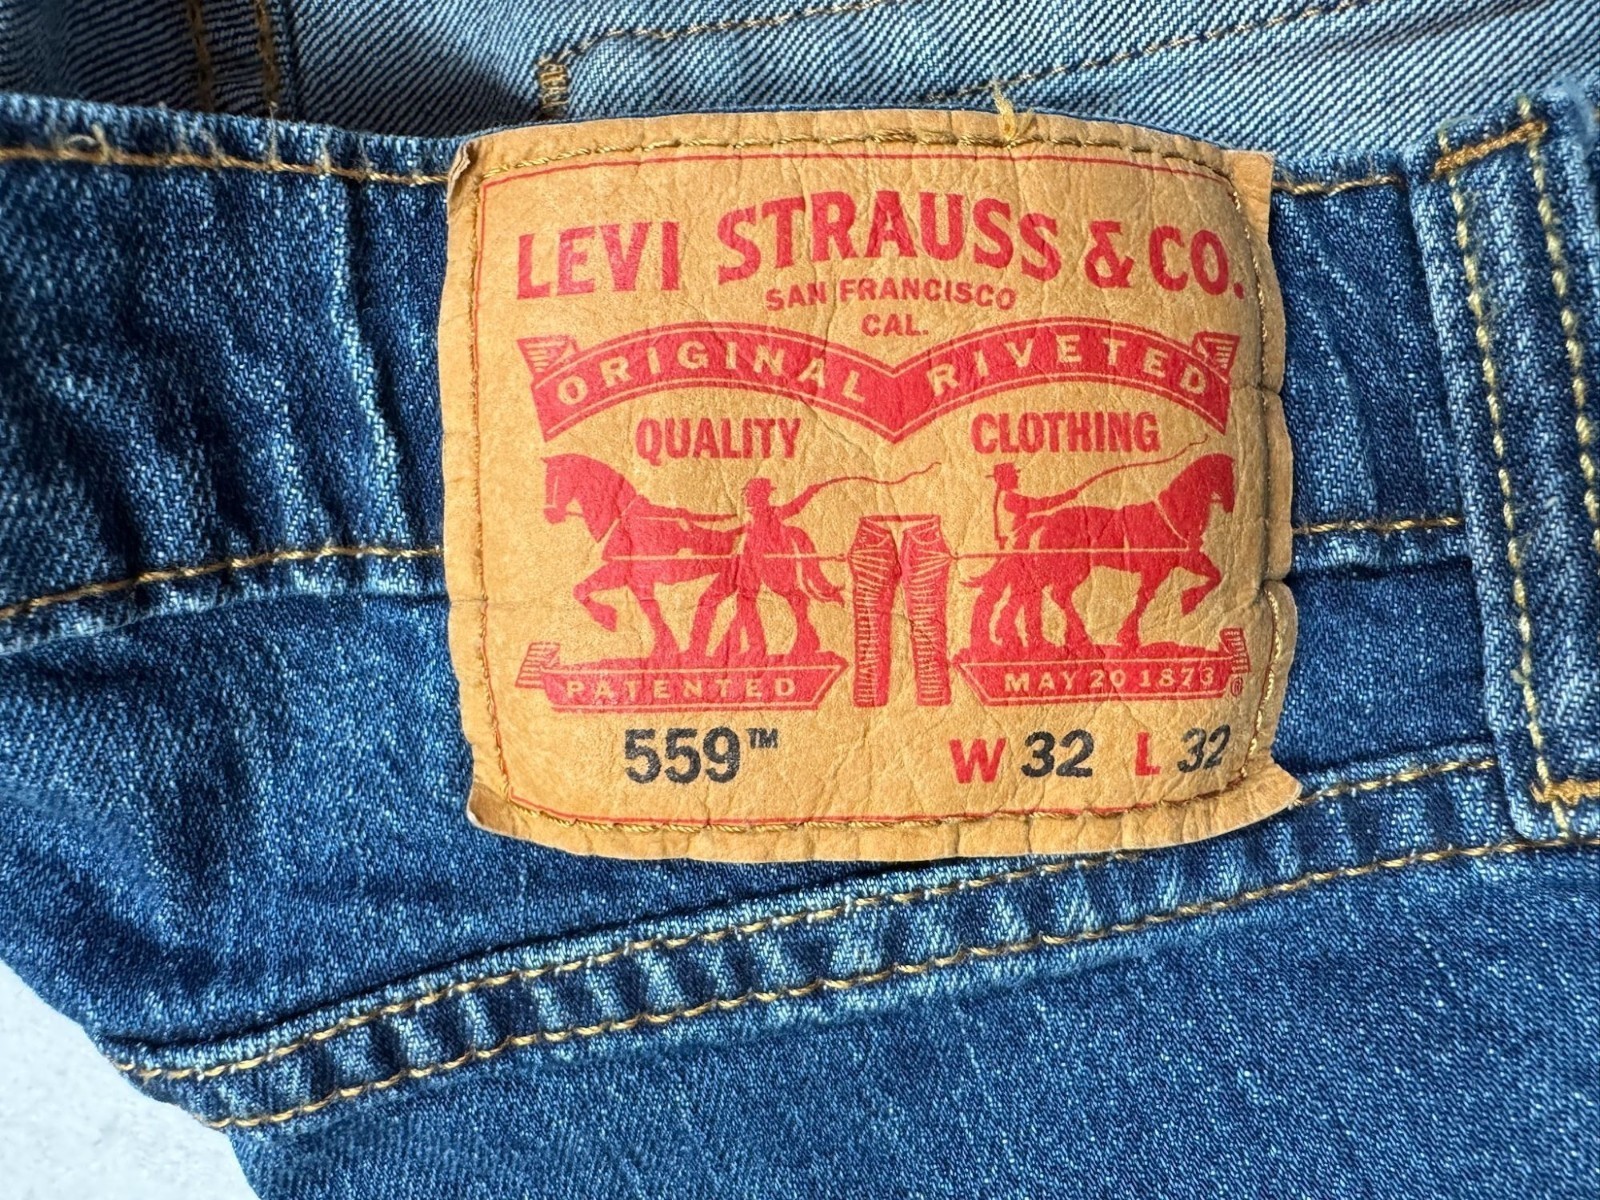 LEVI STRAUSS & CO.
SAN FRANCISCO
CAL.
ORIGINAL RIVETED
QUALITY CLOTHING
PATENTED MAY 20 1873 ®
559™ W 32 L 32